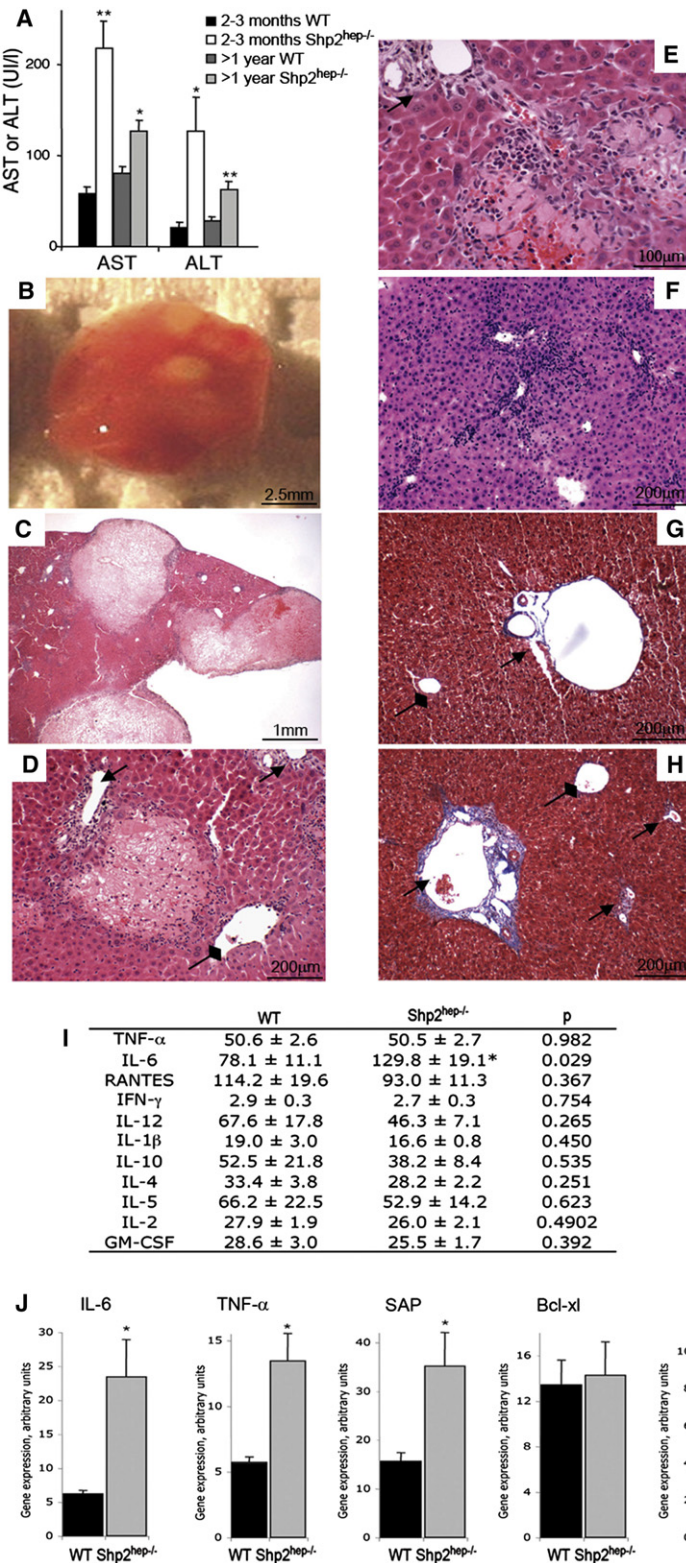 A
AST or ALT (UI/l)
200
100
0
AST
ALT
2-3 months WT
2-3 months Shp2hep-/-
>1 year WT
>1 year Shp2hep-/-
**
*
*
**
B
2.5mm
C
1mm
D
200μm
E
100μm
F
200μm
G
200μm
H
200μm
I
WT Shp2hep-/- p
TNF-α 50.6 ± 2.6 50.5 ± 2.7 0.982
IL-6 78.1 ± 11.1 129.8 ± 19.1* 0.029
RANTES 114.2 ± 19.6 93.0 ± 11.3 0.367
IFN-γ 2.9 ± 0.3 2.7 ± 0.3 0.754
IL-12 67.6 ± 17.8 46.3 ± 7.1 0.265
IL-1β 19.0 ± 3.0 16.6 ± 0.8 0.450
IL-10 52.5 ± 21.8 38.2 ± 8.4 0.535
IL-4 33.4 ± 3.8 28.2 ± 2.2 0.251
IL-5 66.2 ± 22.5 52.9 ± 14.2 0.623
IL-2 27.9 ± 1.9 26.0 ± 2.1 0.4902
GM-CSF 28.6 ± 3.0 25.5 ± 1.7 0.392
J
IL-6
Gene expression, arbitrary units
30
25
20
15
10
5
0
*
WT Shp2hep-/-
TNF-α
Gene expression, arbitrary units
15
10
5
0
*
WT Shp2hep-/-
SAP
Gene expression, arbitrary units
40
30
20
10
0
*
WT Shp2hep-/-
Bcl-xl
Gene expression, arbitrary units
16
12
8
4
0
WT Shp2hep-/-
10
8
6
4
2
0